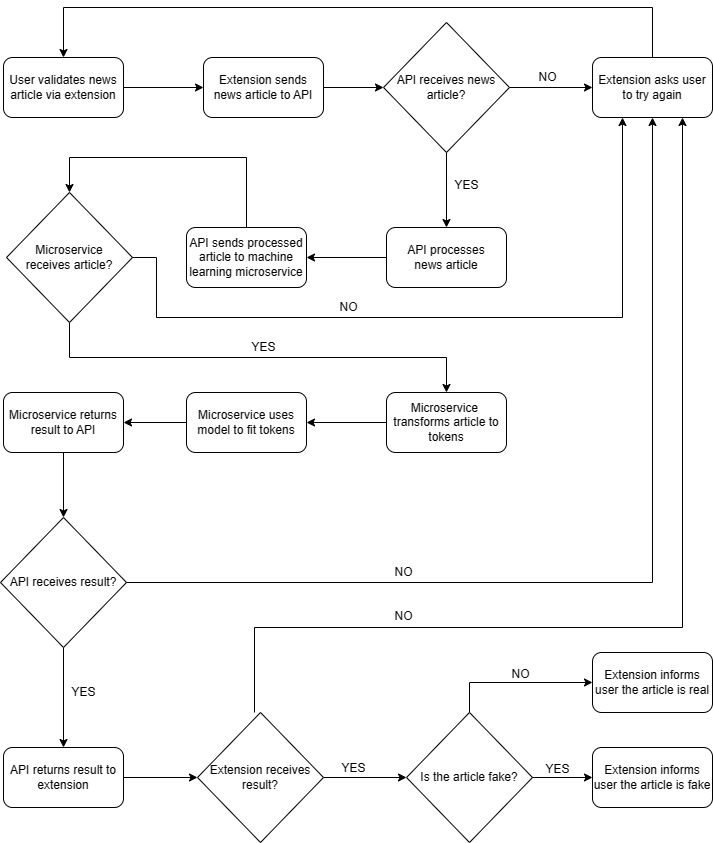 User validates news
article via extension
Extension sends
news article to API
API receives news
article?
NO
Extension asks user
to try again
YES
Microservice
receives article?
API sends processed
article to machine
learning microservice
API processes
news article
NO
YES
Microservice returns
result to API
Microservice uses
model to fit tokens
Microservice
transforms article to
tokens
API receives result?
NO
NO
YES
Extension informs
user the article is real
NO
API returns result to
extension
Extension receives
result?
YES
Is the article fake?
YES
Extension informs
user the article is fake